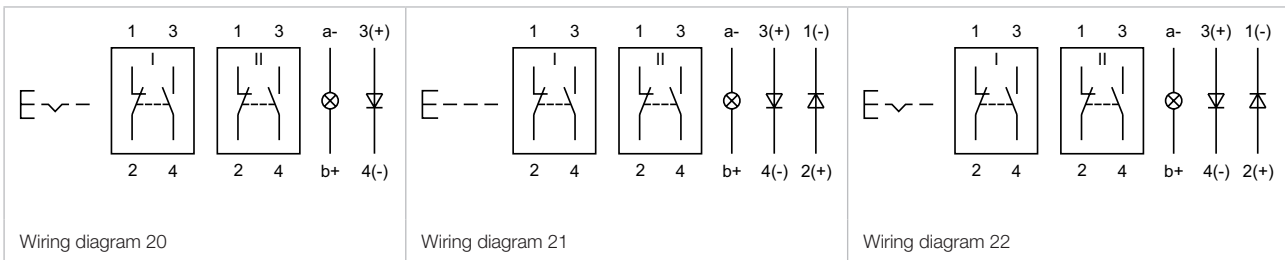 1 3 1 3 a- 3(+)
I II
2 4 2 4 b+ 4(-)
Wiring diagram 20
1 3 1 3 a- 3(+) 1(-)
I II
2 4 2 4 b+ 4(-) 2(+)
Wiring diagram 21
1 3 1 3 a- 3(+) 1(-)
I II
2 4 2 4 b+ 4(-) 2(+)
Wiring diagram 22